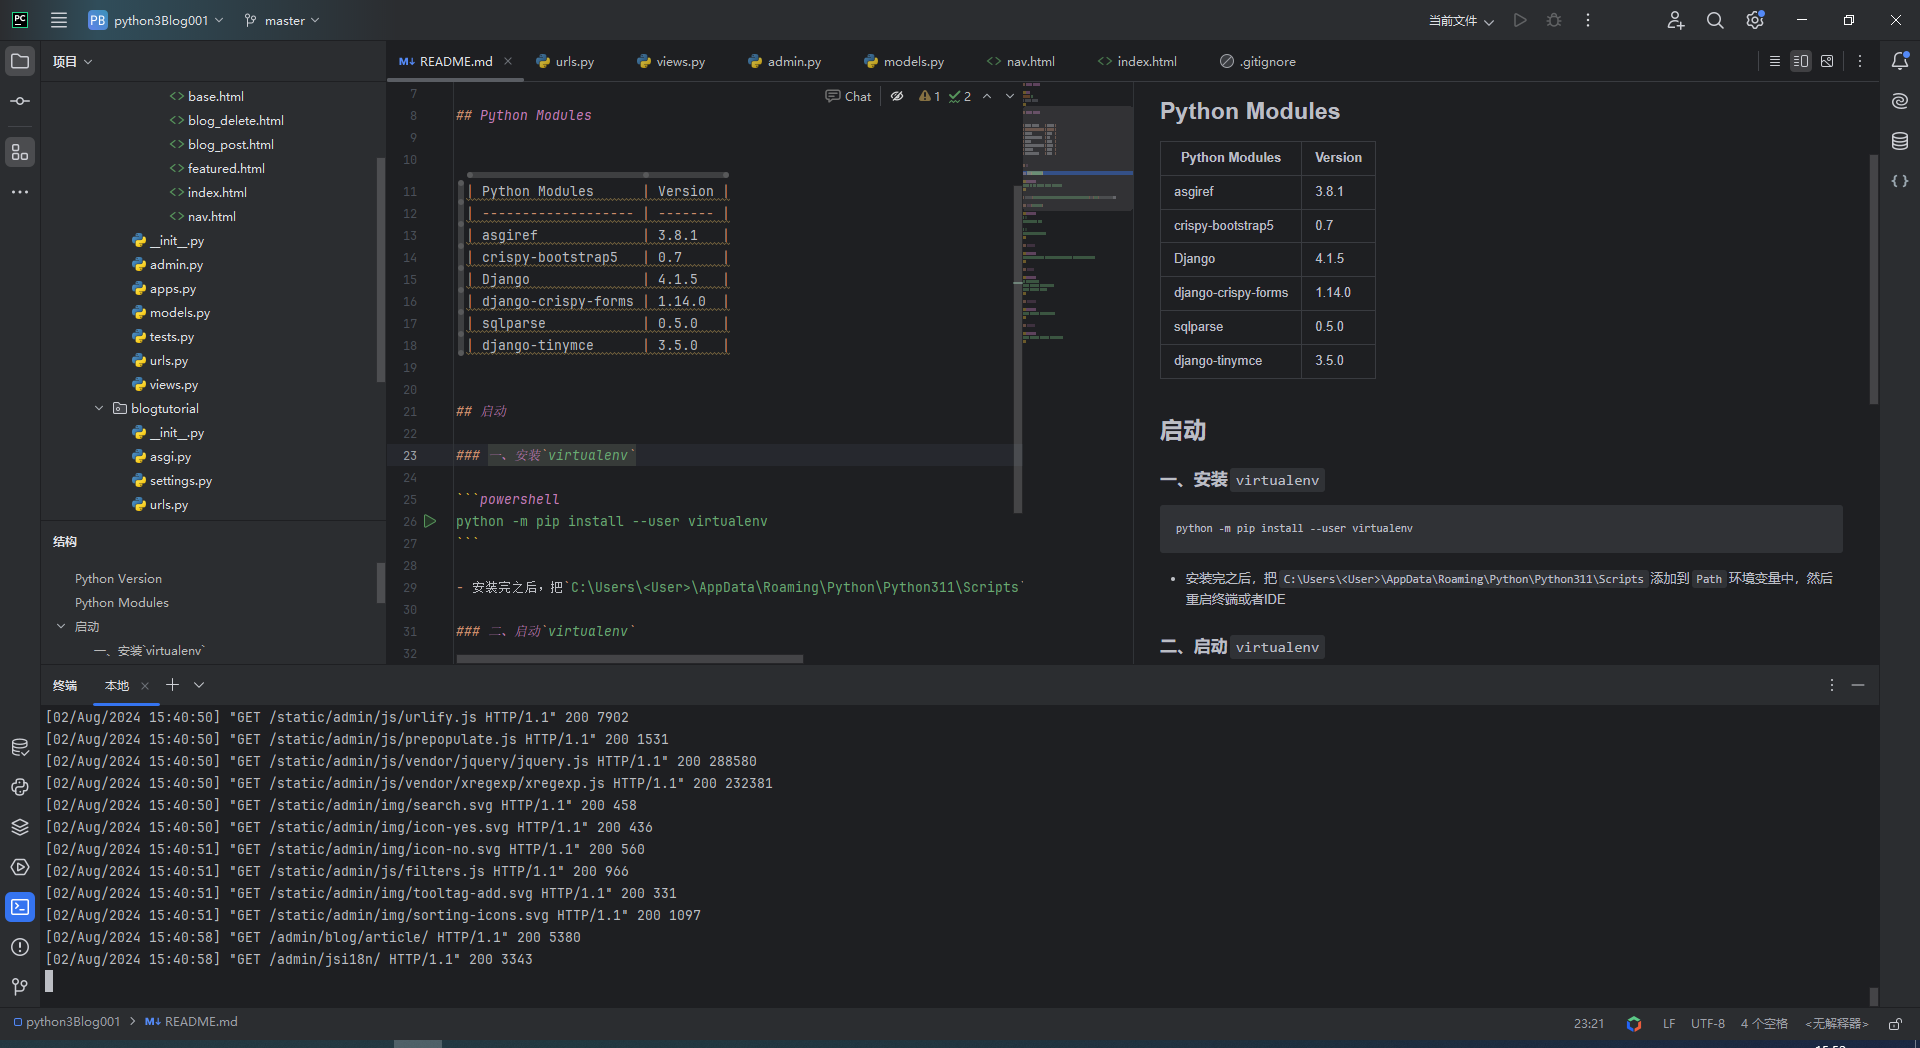 PC
PB python3Blog001
master
当前文件
项目
base.html
blog_delete.html
blog_post.html
featured.html
index.html
nav.html
__init__.py
admin.py
apps.py
models.py
tests.py
urls.py
views.py
blogtutorial
__init__.py
asgi.py
settings.py
urls.py
结构
Python Version
Python Modules
启动
一、安装`virtualenv`
README.md
urls.py
views.py
admin.py
models.py
nav.html
index.html
.gitignore
Chat
1
2
7
8 ## Python Modules
9
10
11 | Python Modules | Version |
12 | ------------------- | ------- |
13 | asgiref | 3.8.1 |
14 | crispy-bootstrap5 | 0.7 |
15 | Django | 4.1.5 |
16 | django-crispy-forms | 1.14.0 |
17 | sqlparse | 0.5.0 |
18 | django-tinymce | 3.5.0 |
19
20
21 ## 启动
22
23 ### 一、安装`virtualenv`
24
25 ```powershell
26 python -m pip install --user virtualenv
27 ```
28
29 - 安装完之后，把`C:\Users\<User>\AppData\Roaming\Python\Python311\Scripts`
30
31 ### 二、启动`virtualenv`
32
Python Modules
Python Modules Version
asgiref 3.8.1
crispy-bootstrap5 0.7
Django 4.1.5
django-crispy-forms 1.14.0
sqlparse 0.5.0
django-tinymce 3.5.0
启动
一、安装 virtualenv
python -m pip install --user virtualenv
• 安装完之后，把 C:\Users\<User>\AppData\Roaming\Python\Python311\Scripts 添加到 Path 环境变量中，然后
重启终端或者IDE
二、启动 virtualenv
终端 本地
[02/Aug/2024 15:40:50] "GET /static/admin/js/urlify.js HTTP/1.1" 200 7902
[02/Aug/2024 15:40:50] "GET /static/admin/js/prepopulate.js HTTP/1.1" 200 1531
[02/Aug/2024 15:40:50] "GET /static/admin/js/vendor/jquery/jquery.js HTTP/1.1" 200 288580
[02/Aug/2024 15:40:50] "GET /static/admin/js/vendor/xregexp/xregexp.js HTTP/1.1" 200 232381
[02/Aug/2024 15:40:50] "GET /static/admin/img/search.svg HTTP/1.1" 200 458
[02/Aug/2024 15:40:50] "GET /static/admin/img/icon-yes.svg HTTP/1.1" 200 436
[02/Aug/2024 15:40:51] "GET /static/admin/img/icon-no.svg HTTP/1.1" 200 560
[02/Aug/2024 15:40:51] "GET /static/admin/js/filters.js HTTP/1.1" 200 966
[02/Aug/2024 15:40:51] "GET /static/admin/img/tooltag-add.svg HTTP/1.1" 200 331
[02/Aug/2024 15:40:51] "GET /static/admin/img/sorting-icons.svg HTTP/1.1" 200 1097
[02/Aug/2024 15:40:58] "GET /admin/blog/article/ HTTP/1.1" 200 5380
[02/Aug/2024 15:40:58] "GET /admin/jsi18n/ HTTP/1.1" 200 3343
python3Blog001 > README.md
23:21 LF UTF-8 4 个空格 <无解释器>